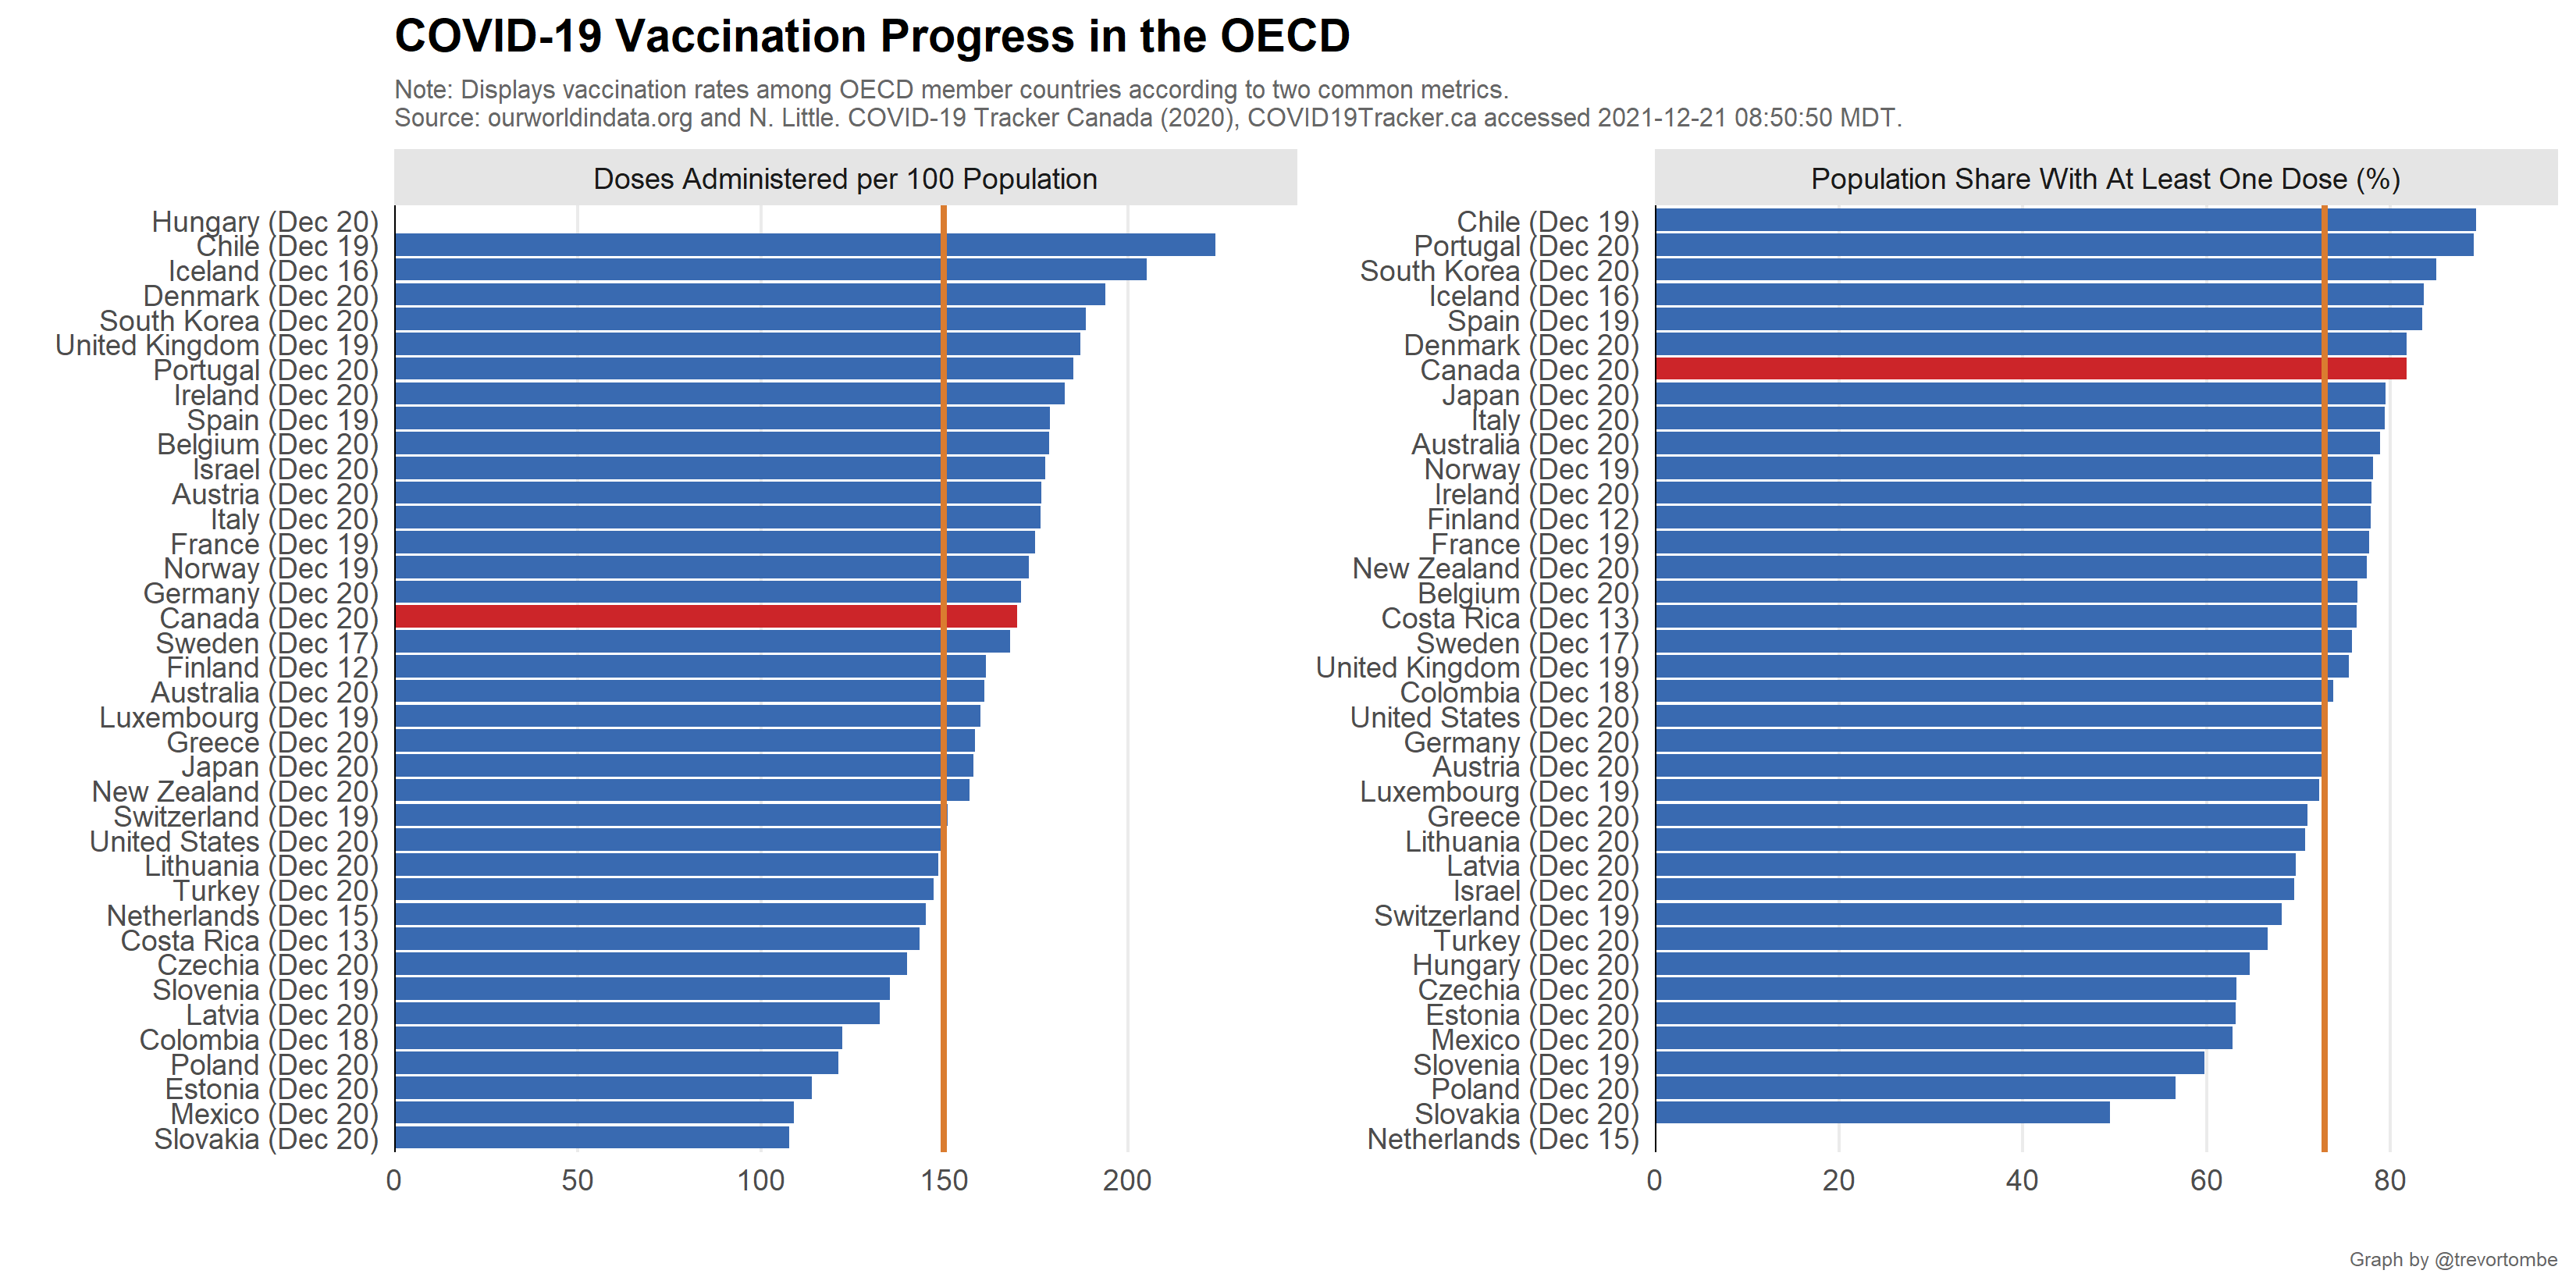 COVID-19 Vaccination Progress in the OECD
Note: Displays vaccination rates among OECD member countries according to two common metrics.
Source: ourworldindata.org and N. Little. COVID-19 Tracker Canada (2020), COVID19Tracker.ca accessed 2021-12-21 08:50:50 MDT.
Doses Administered per 100 Population
Hungary (Dec 20)
Chile (Dec 19)
Iceland (Dec 16)
Denmark (Dec 20)
South Korea (Dec 20)
United Kingdom (Dec 19)
Portugal (Dec 20)
Ireland (Dec 20)
Spain (Dec 19)
Belgium (Dec 20)
Israel (Dec 20)
Austria (Dec 20)
Italy (Dec 20)
France (Dec 19)
Norway (Dec 19)
Germany (Dec 20)
Canada (Dec 20)
Sweden (Dec 17)
Finland (Dec 12)
Australia (Dec 20)
Luxembourg (Dec 19)
Greece (Dec 20)
Japan (Dec 20)
New Zealand (Dec 20)
Switzerland (Dec 19)
United States (Dec 20)
Lithuania (Dec 20)
Turkey (Dec 20)
Netherlands (Dec 15)
Costa Rica (Dec 13)
Czechia (Dec 20)
Slovenia (Dec 19)
Latvia (Dec 20)
Colombia (Dec 18)
Poland (Dec 20)
Estonia (Dec 20)
Mexico (Dec 20)
Slovakia (Dec 20)
0 50 100 150 200
Population Share With At Least One Dose (%)
Chile (Dec 19)
Portugal (Dec 20)
South Korea (Dec 20)
Iceland (Dec 16)
Spain (Dec 19)
Denmark (Dec 20)
Canada (Dec 20)
Japan (Dec 20)
Italy (Dec 20)
Australia (Dec 20)
Norway (Dec 19)
Ireland (Dec 20)
Finland (Dec 12)
France (Dec 19)
New Zealand (Dec 20)
Belgium (Dec 20)
Costa Rica (Dec 13)
Sweden (Dec 17)
United Kingdom (Dec 19)
Colombia (Dec 18)
United States (Dec 20)
Germany (Dec 20)
Austria (Dec 20)
Luxembourg (Dec 19)
Greece (Dec 20)
Lithuania (Dec 20)
Latvia (Dec 20)
Israel (Dec 20)
Switzerland (Dec 19)
Turkey (Dec 20)
Hungary (Dec 20)
Czechia (Dec 20)
Estonia (Dec 20)
Mexico (Dec 20)
Slovenia (Dec 19)
Poland (Dec 20)
Slovakia (Dec 20)
Netherlands (Dec 15)
0 20 40 60 80
Graph by @trevortombe